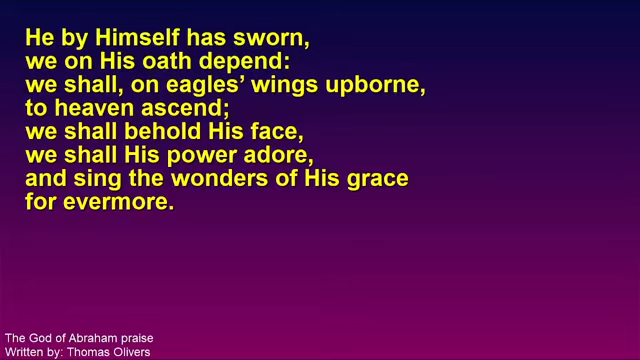 He by Himself has sworn,
we on His oath depend:
we shall, on eagles’ wings upborne,
to heaven ascend;
we shall behold His face,
we shall His power adore,
and sing the wonders of His grace
for evermore.
The God of Abraham praise
Written by: Thomas Olivers